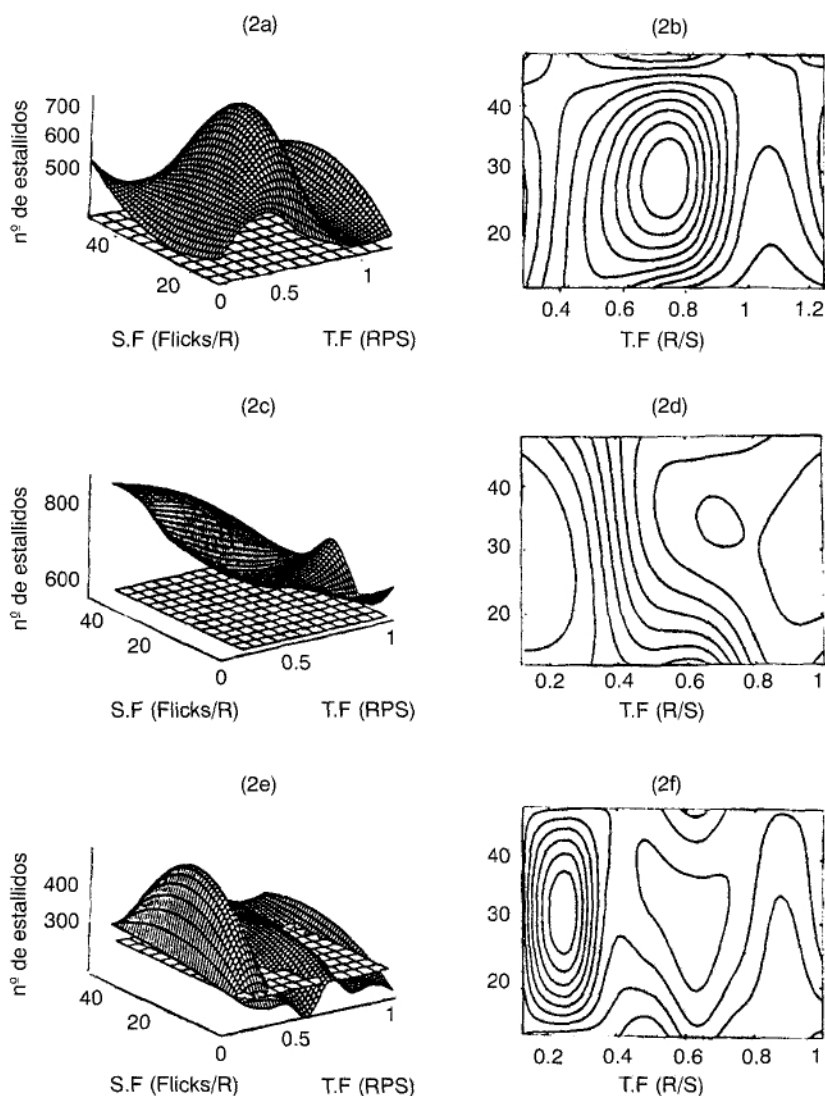 (2a)
(2b)
nº de estallidos
700
600
500
40
20
0
0.5
1
S.F (Flicks/R)
T.F (RPS)
40
30
20
0.4
0.6
0.8
1
1.2
T.F (R/S)
(2c)
(2d)
nº de estallidos
800
600
40
20
0
0.5
1
S.F (Flicks/R)
T.F (RPS)
40
30
20
0.2
0.4
0.6
0.8
1
T.F (R/S)
(2e)
(2f)
nº de estallidos
400
300
40
20
0
0.5
1
S.F (Flicks/R)
T.F (RPS)
40
30
20
0.2
0.4
0.6
0.8
1
T.F (R/S)